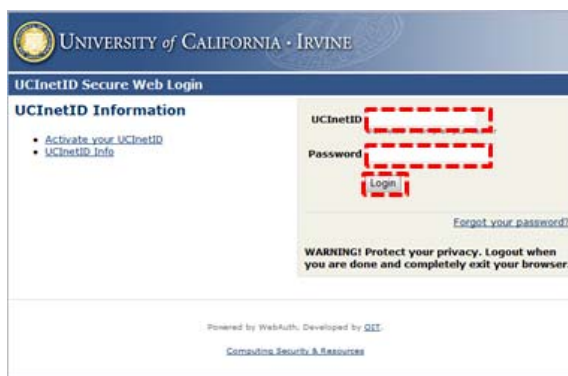 UNIVERSITY of CALIFORNIA · IRVINE
UCInetID Secure Web Login
UCInetID Information
Activate your UCInetID
UCInetID Info
UCInetID
Password
Login
Forgot your password?
WARNING! Protect your privacy. Logout when
you are done and completely exit your browser.
Powered by WebAuth. Developed by OIT.
Computing Security & Resources